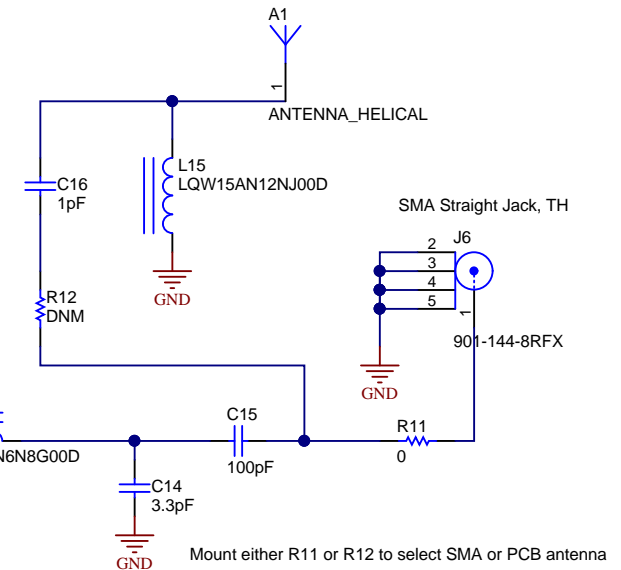 A1
1
ANTENNA_HELICAL
L15
LQW15AN12NJ00D
C16
1pF
GND
SMA Straight Jack, TH
J6
2
3
4
5
1
901-144-8RFX
R12
DNM
GND
C15
100pF
R11
0
N6N8G00D
C14
3.3pF
GND
Mount either R11 or R12 to select SMA or PCB antenna